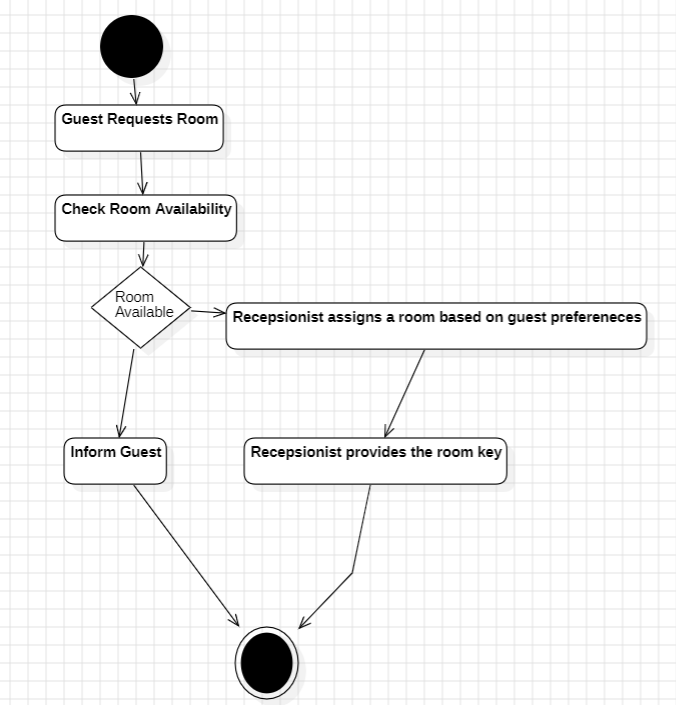 Guest Requests Room
Check Room Availability
Room
Available
Recepsionist assigns a room based on guest prefereneces
Inform Guest
Recepsionist provides the room key